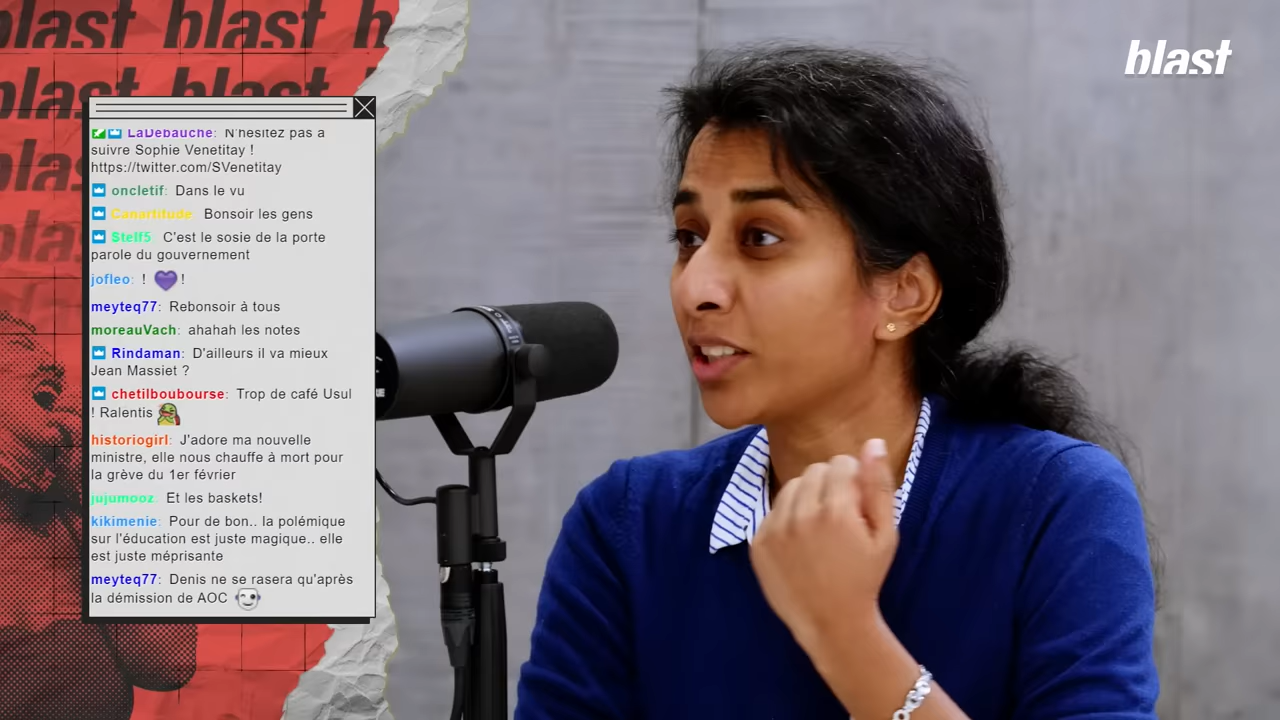 blast blast
blast blast
blast
LaDebauche: N'hésitez pas à
suivre Sophie Venetitay !
https://twitter.com/SVenetitay
oncletif: Dans le vu
Canartitude: Bonsoir les gens
Stelf5: C'est le sosie de la porte
parole du gouvernement
jofleo: !
meyteq77: Rebonsoir à tous
moreauVach: ahahah les notes
Rindaman: D'ailleurs il va mieux
Jean Massiet ?
chetilboubourse: Trop de café Usul
! Ralentis
historiogirl: J'adore ma nouvelle
ministre, elle nous chauffe à mort pour
la grève du 1er février
jujumooz: Et les baskets!
kikimenie: Pour de bon.. la polémique
sur l'éducation est juste magique.. elle
est juste méprisante
meyteq77: Denis ne se rasera qu'après
la démission de AOC